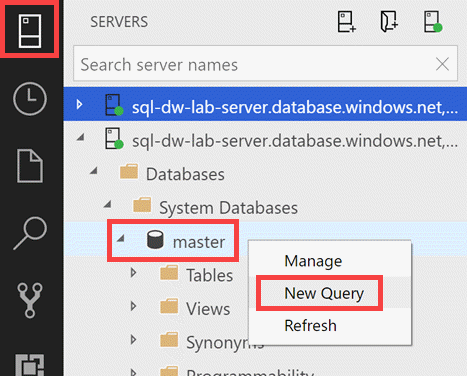 SERVERS
Search server names
sql-dw-lab-server.database.windows.net,...
sql-dw-lab-server.database.windows.net,...
Databases
System Databases
master
Manage
Tables
New Query
Views
Refresh
Synonyms
Programmability